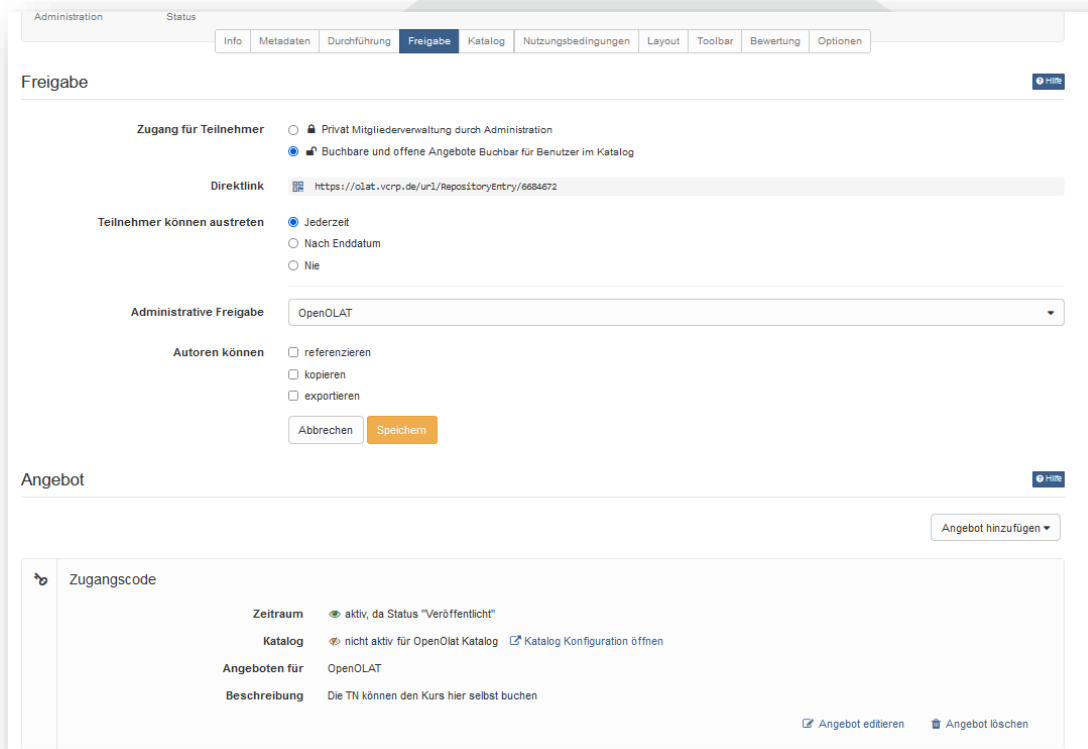 Administration Status
Info Metadaten Durchführung Freigabe Katalog Nutzungsbedingungen Layout Toolbar Bewertung Optionen
Freigabe
Hilfe
Zugang für Teilnehmer
Privat Mitgliederverwaltung durch Administration
Buchbare und offene Angebote Buchbar für Benutzer im Katalog
Direktlink https://olat.vcrp.de/url/RepositoryEntry/6684672
Teilnehmer können austreten
Jederzeit
Nach Enddatum
Nie
Administrative Freigabe OpenOLAT
Autoren können
referenzieren
kopieren
exportieren
Abbrechen Speichern
Angebot
Hilfe
Angebot hinzufügen
Zugangscode
Zeitraum aktiv, da Status "Veröffentlicht"
Katalog nicht aktiv für OpenOlat Katalog Katalog Konfiguration öffnen
Angeboten für OpenOLAT
Beschreibung Die TN können den Kurs hier selbst buchen
Angebot editieren Angebot löschen